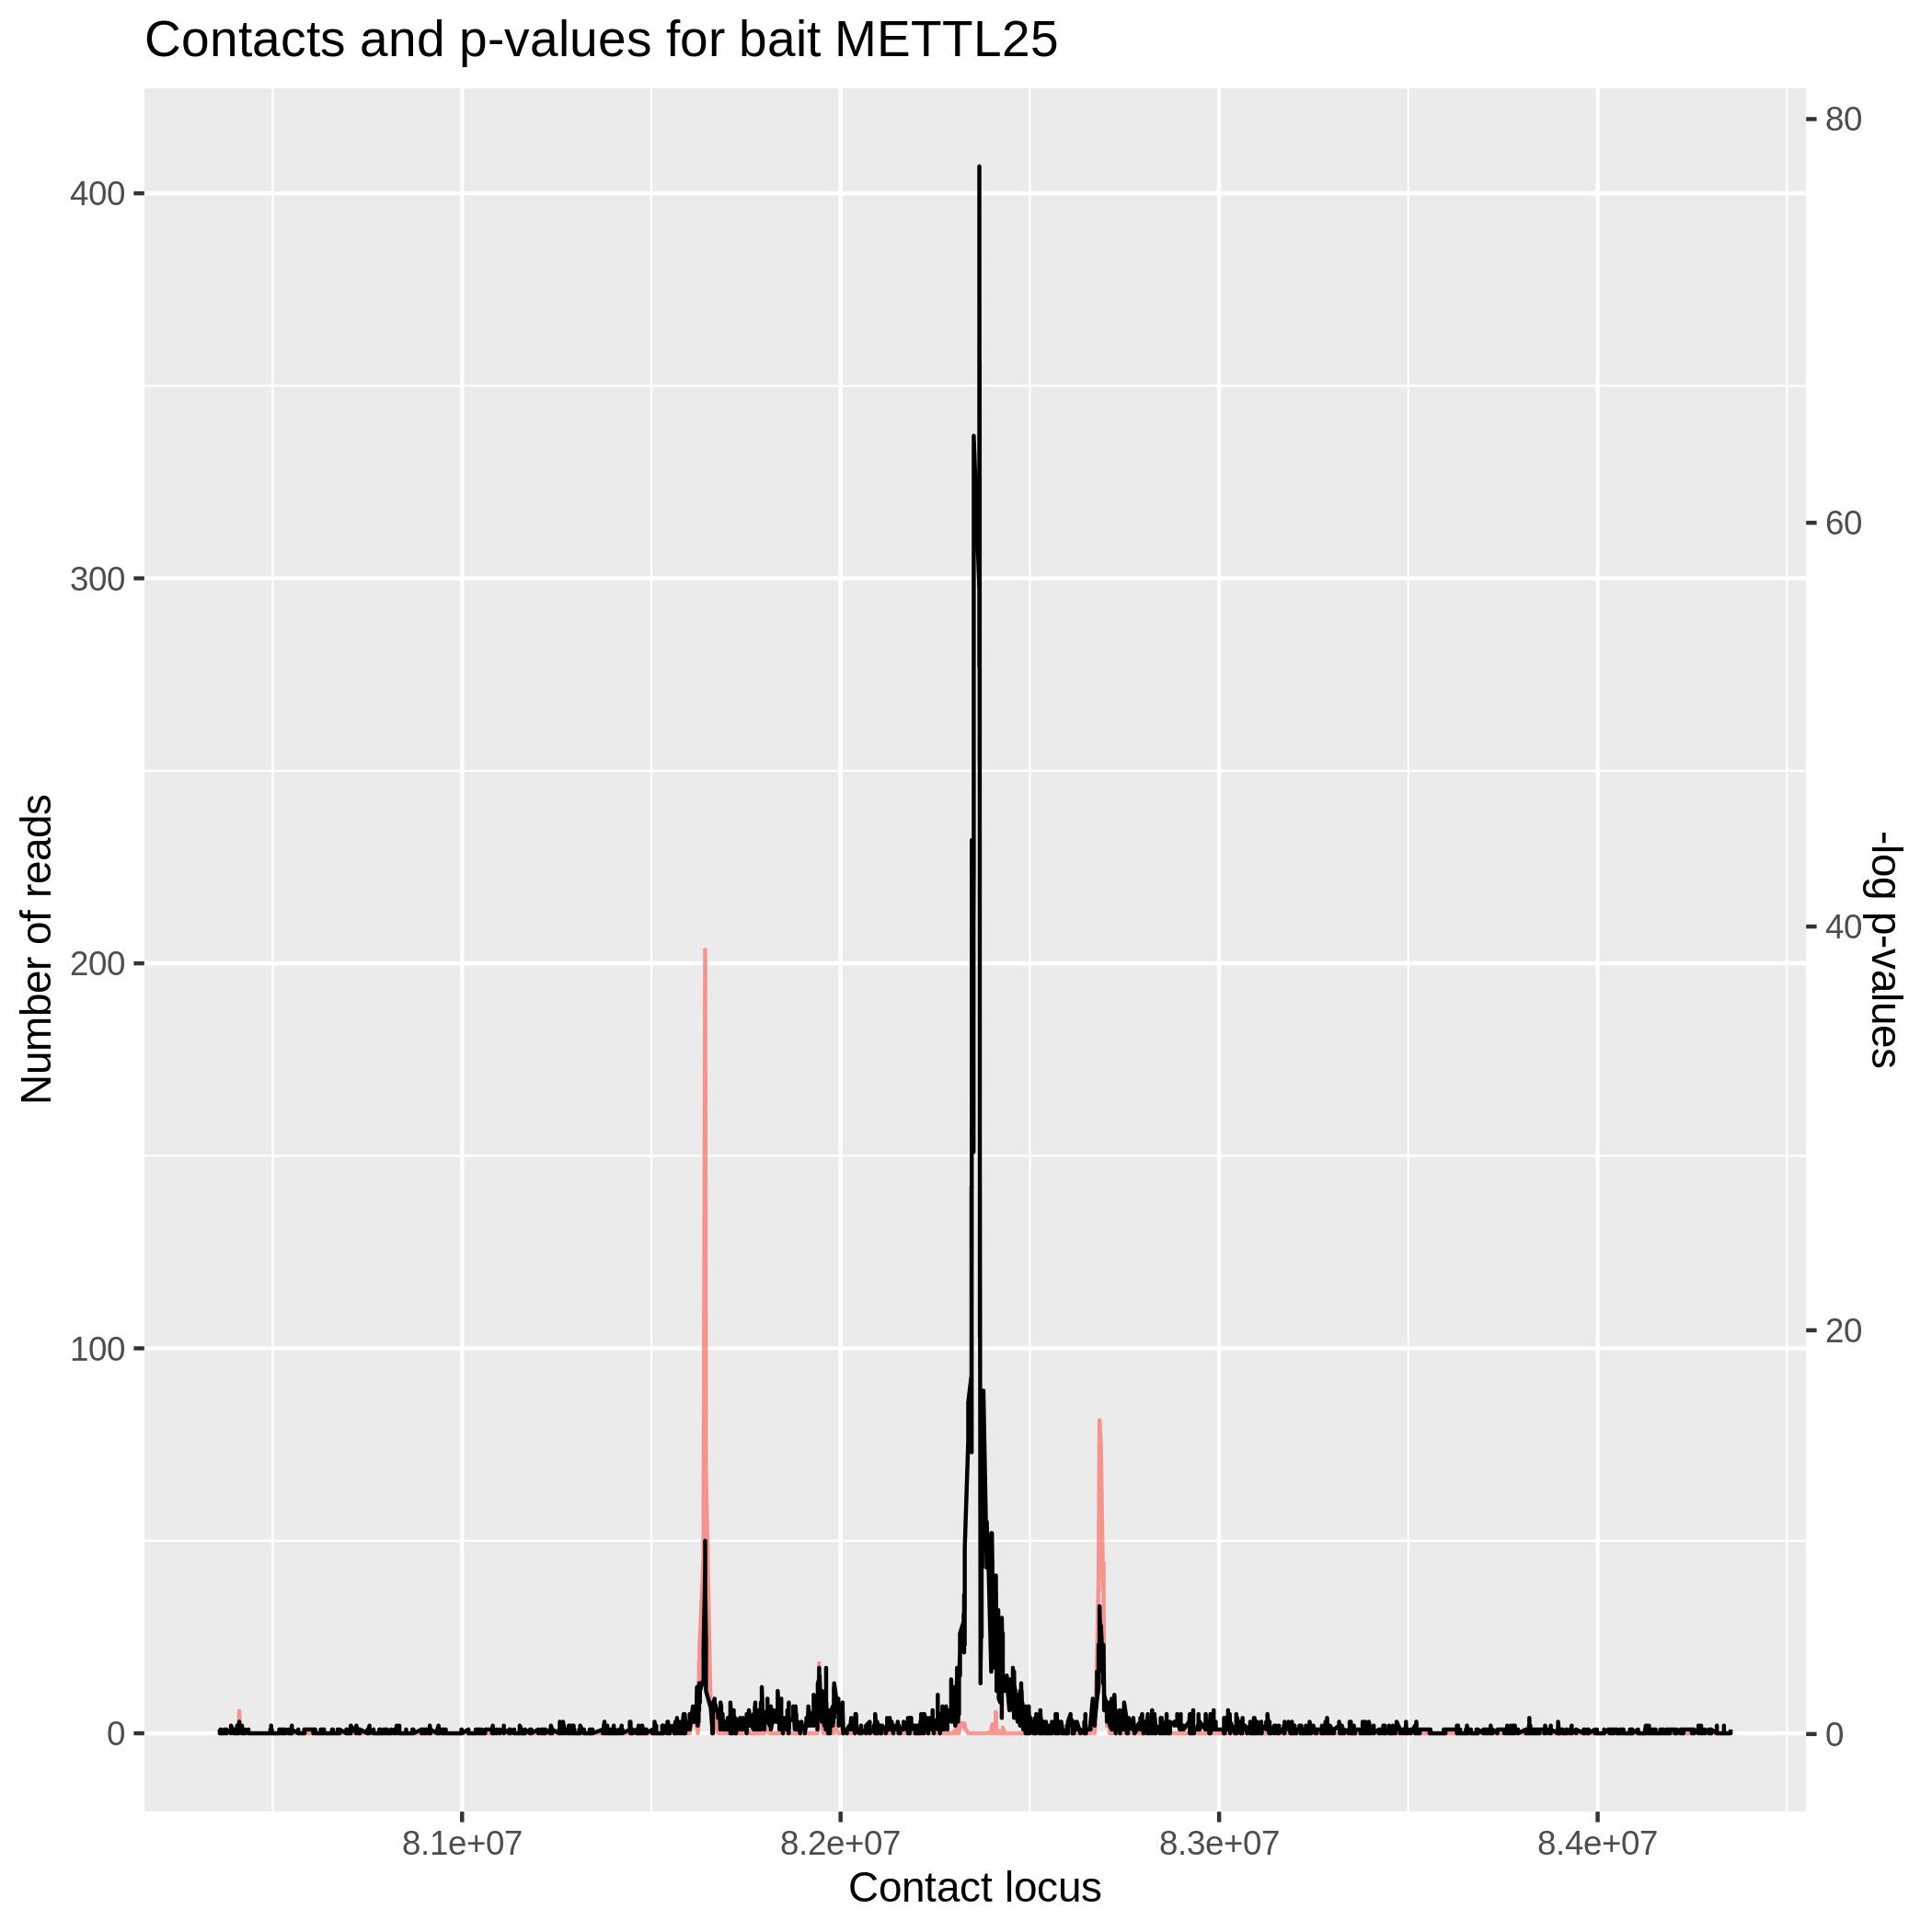 Contacts and p-values for bait METTL25
400
300
200
100
0
Number of reads
80
60
40
20
0
-log p-values
8.1e+07
8.2e+07
8.3e+07
8.4e+07
Contact locus